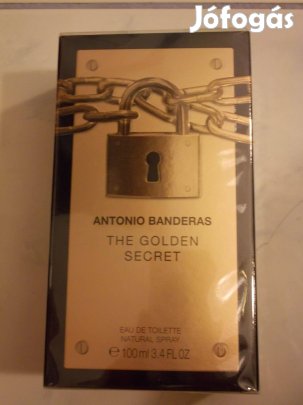 Jófogás
ANTONIO BANDERAS
THE GOLDEN
SECRET
EAU DE TOILETTE
NATURAL SPRAY
℮ 100 ml 3.4 FL.OZ